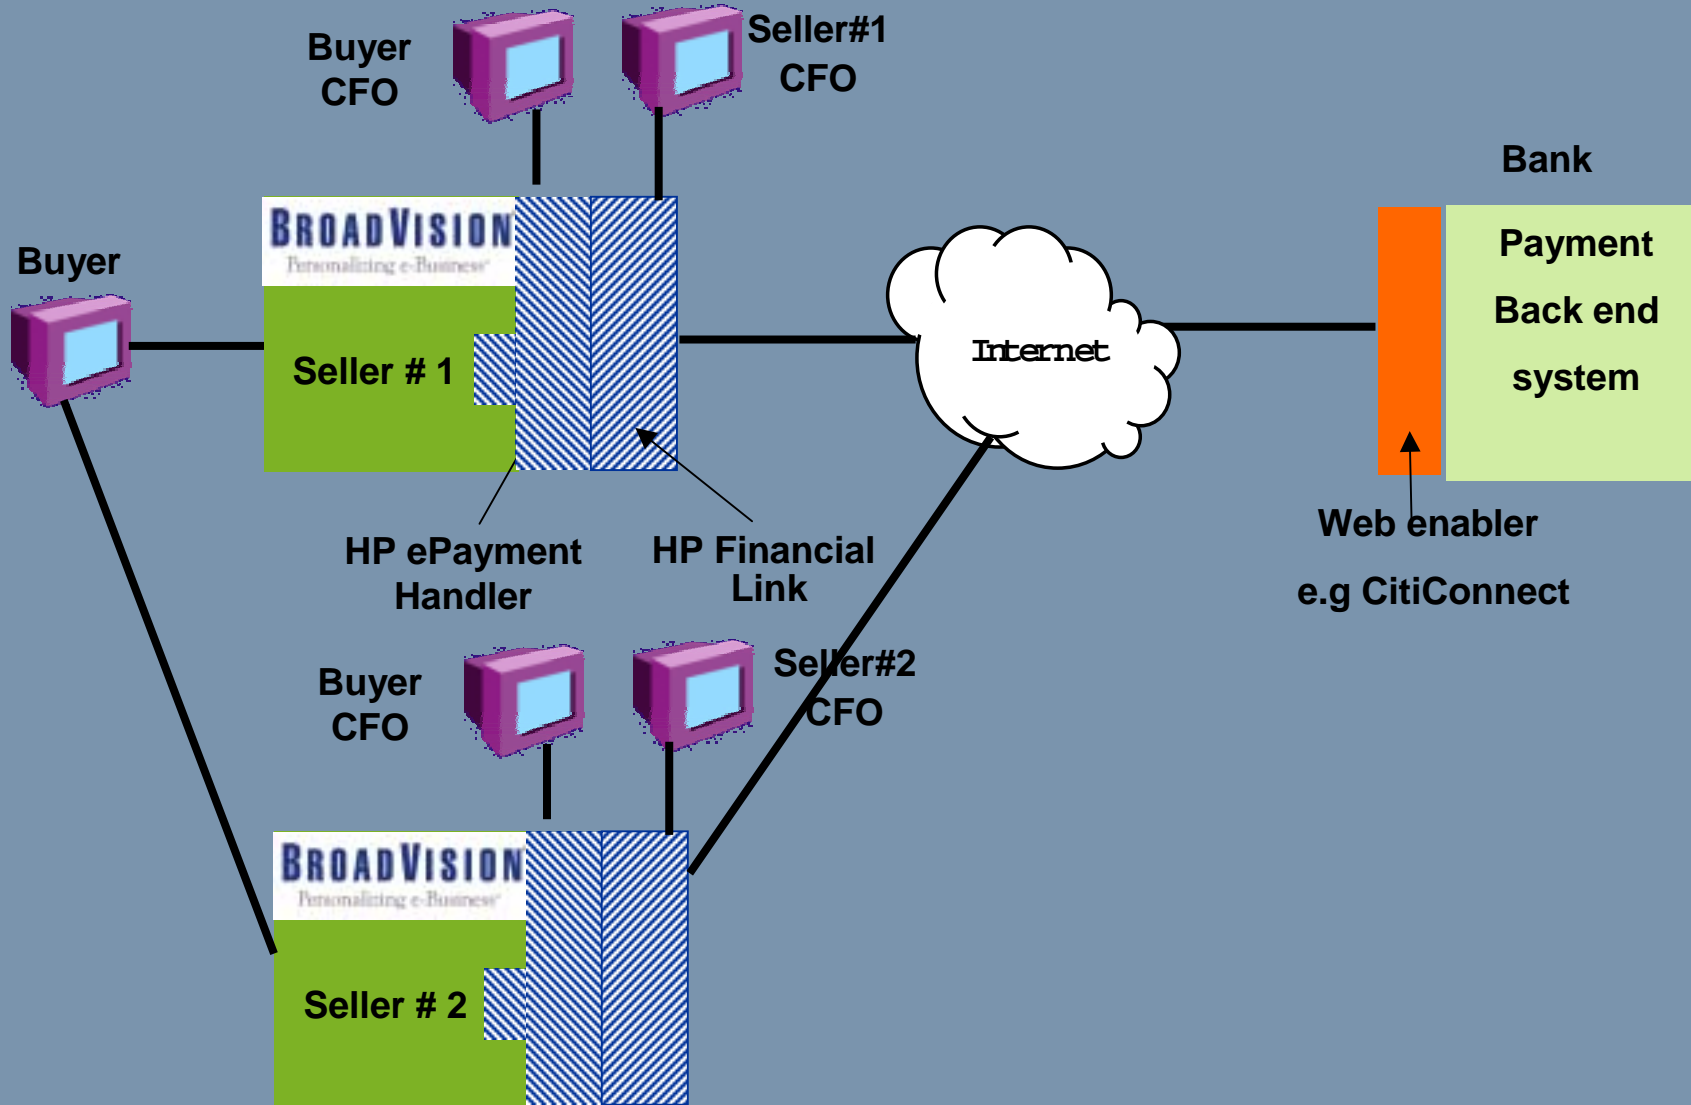 Buyer
CFO
Seller#1
CFO
Bank
BROADVISION
Personalizing e-Business
Buyer
Seller # 1
Internet
Payment
Back end
system
HP ePayment
Handler
HP Financial
Link
Web enabler
e.g CitiConnect
Buyer
CFO
Seller#2
CFO
BROADVISION
Personalizing e-Business
Seller # 2